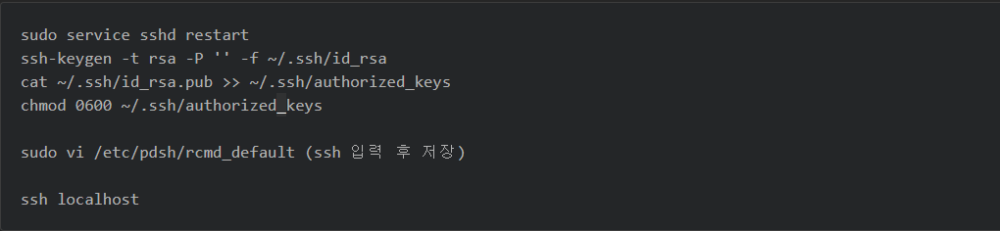 sudo service sshd restart
ssh-keygen -t rsa -P '' -f ~/.ssh/id_rsa
cat ~/.ssh/id_rsa.pub >> ~/.ssh/authorized_keys
chmod 0600 ~/.ssh/authorized_keys
sudo vi /etc/pdsh/rcmd_default (ssh 입력 후 저장)
ssh localhost